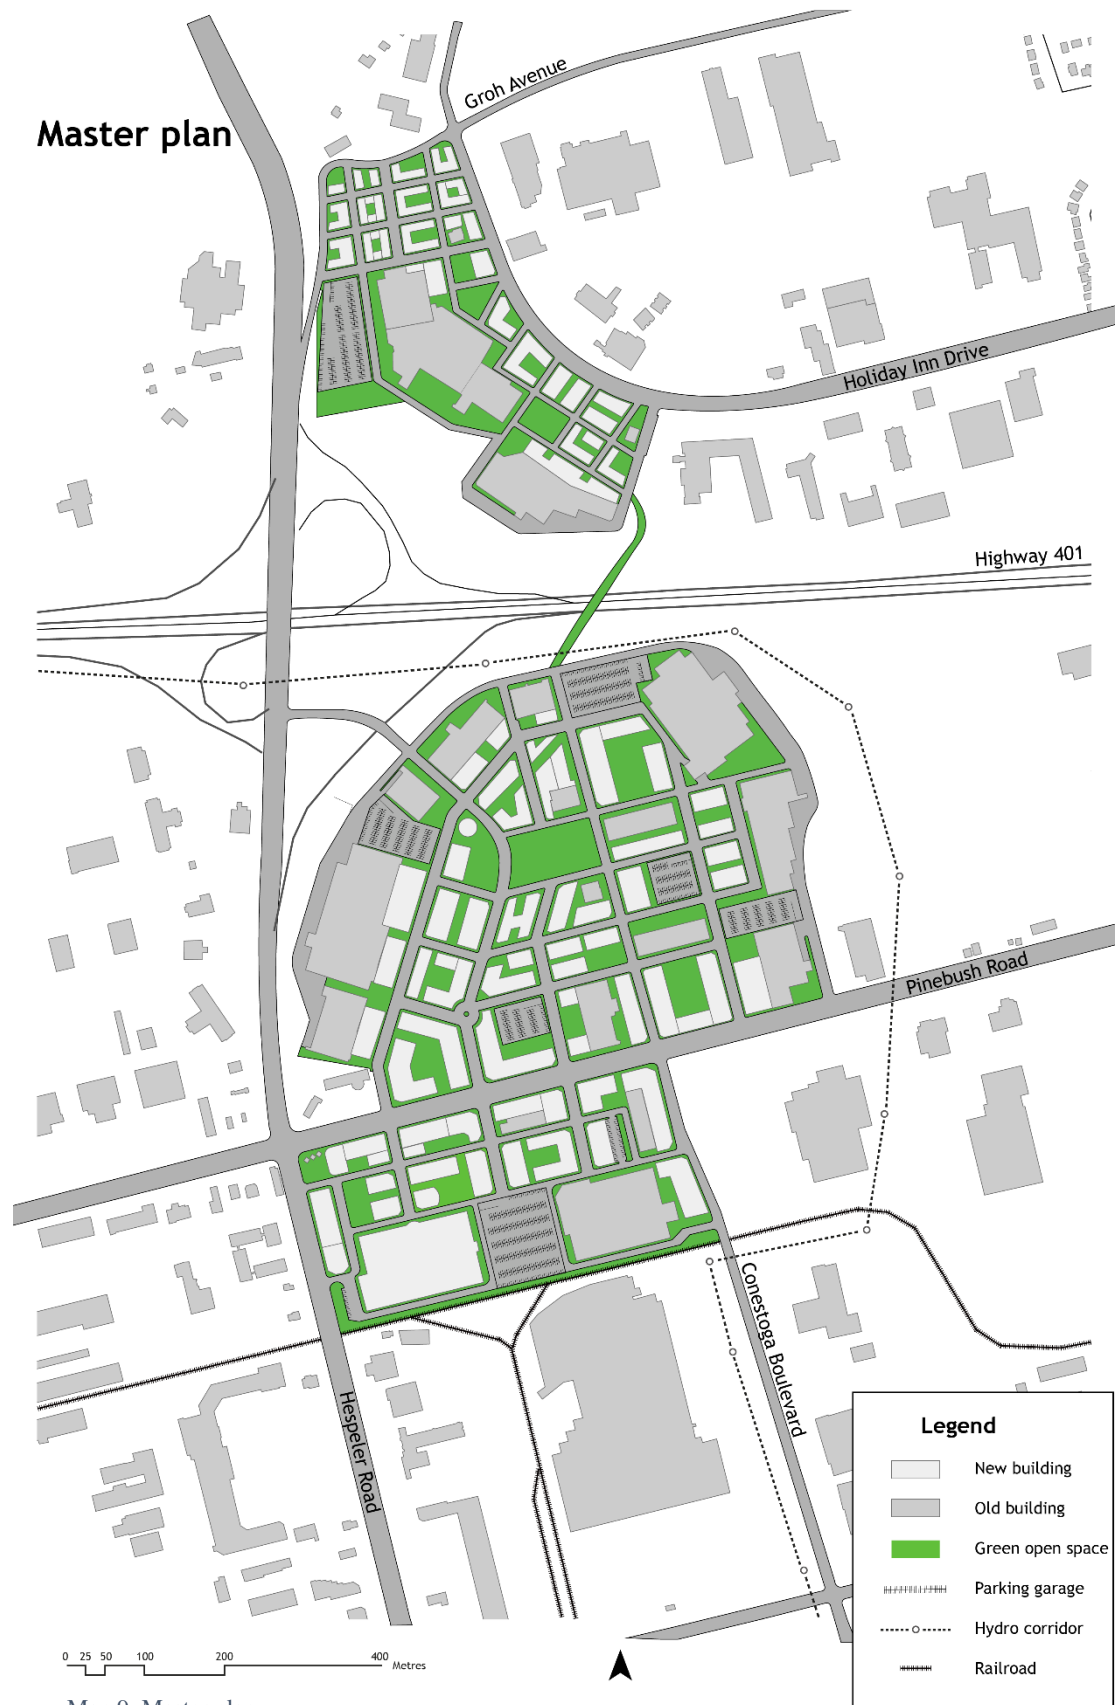 Groh Avenue
Master plan
Holiday Inn Drive
Highway 401
Pinebush Road
Conestoga Boulevard
Hespeler Road
Legend
New building
Old building
Green open space
Parking garage
Hydro corridor
Railroad
0 25 50 100 200 400 Metres